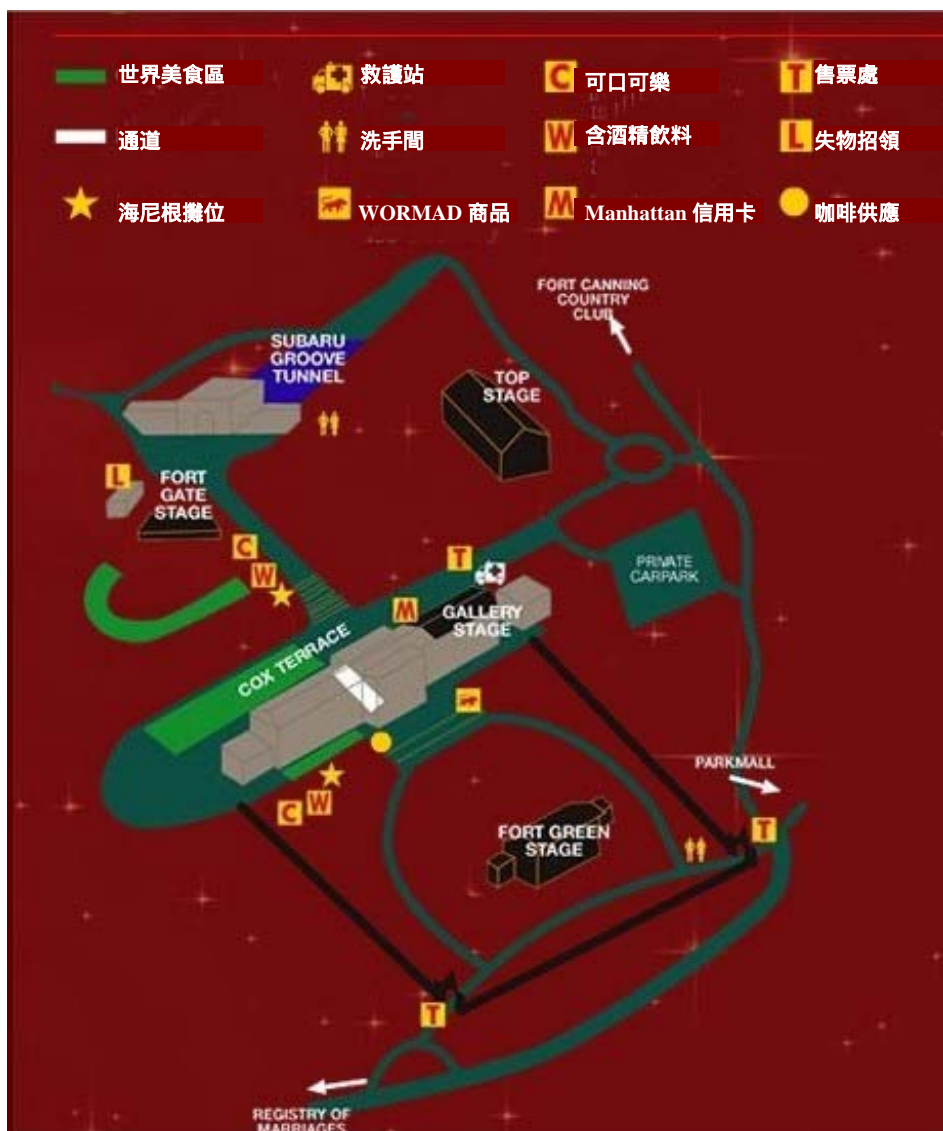 世界美食區
救護站
可口可樂
售票處
通道
洗手間
含酒精飲料
失物招領
海尼根攤位
WORMAD 商品
Manhattan 信用卡
咖啡供應
C
T
W
L
M
FORT CANNING
COUNTRY
CLUB
SUBARU
GROOVE
TUNNEL
TOP
STAGE
L
FORT
GATE
STAGE
C
W
T
PRIVATE
CARPARK
M
GALLERY
STAGE
COX TERRACE
PARKMALL
C
W
FORT GREEN
STAGE
T
T
REGISTRY OF
MARRIAGES